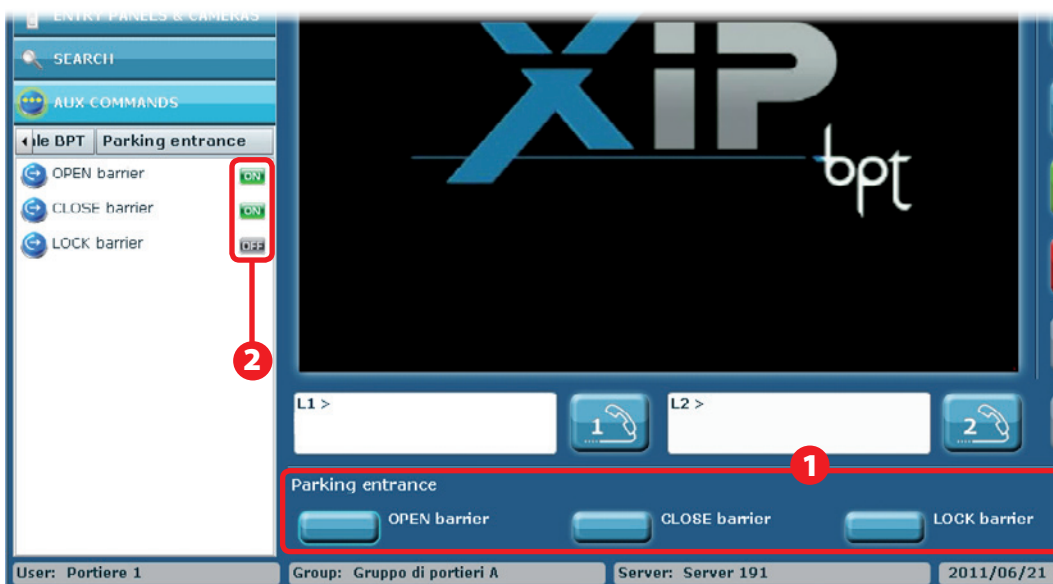 ENTRY PANELS & CAMERAS
SEARCH
AUX COMMANDS
ale BPT Parking entrance
OPEN barrier ON
CLOSE barrier ON
LOCK barrier OFF
2
XiP
bpt
L1 >
1
L2 >
2
1
Parking entrance
OPEN barrier
CLOSE barrier
LOCK barrier
User: Portiere 1
Group: Gruppo di portieri A
Server: Server 191
2011/06/21